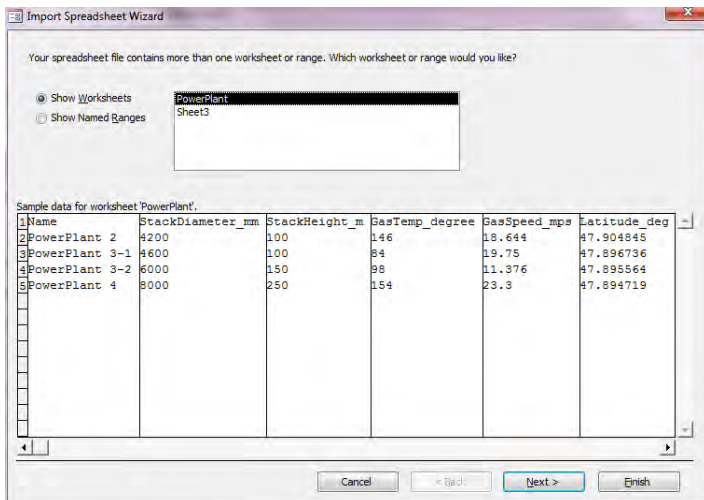 Import Spreadsheet Wizard
Your spreadsheet file contains more than one worksheet or range. Which worksheet or range would you like?
Show Worksheets
Show Named Ranges
PowerPlant
Sheet3
Sample data for worksheet 'PowerPlant'.
1 Name StackDiameter_mm StackHeight_m GasTemp_degree GasSpeed_mps Latitude_deg
2 PowerPlant 2 4200 100 146 18.644 47.904845
3 PowerPlant 3-1 4600 100 84 19.75 47.896736
4 PowerPlant 3-2 6000 150 98 11.376 47.895564
5 PowerPlant 4 8000 250 154 23.3 47.894719
Cancel < Back Next > Finish